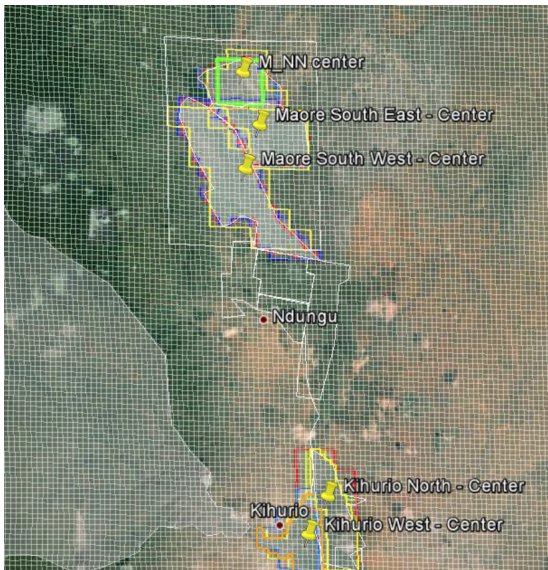 M_NN center
Maore South East - Center
Maore South West - Center
Ndungu
Kihurio North - Center
Kihurio
Kihurio West - Center